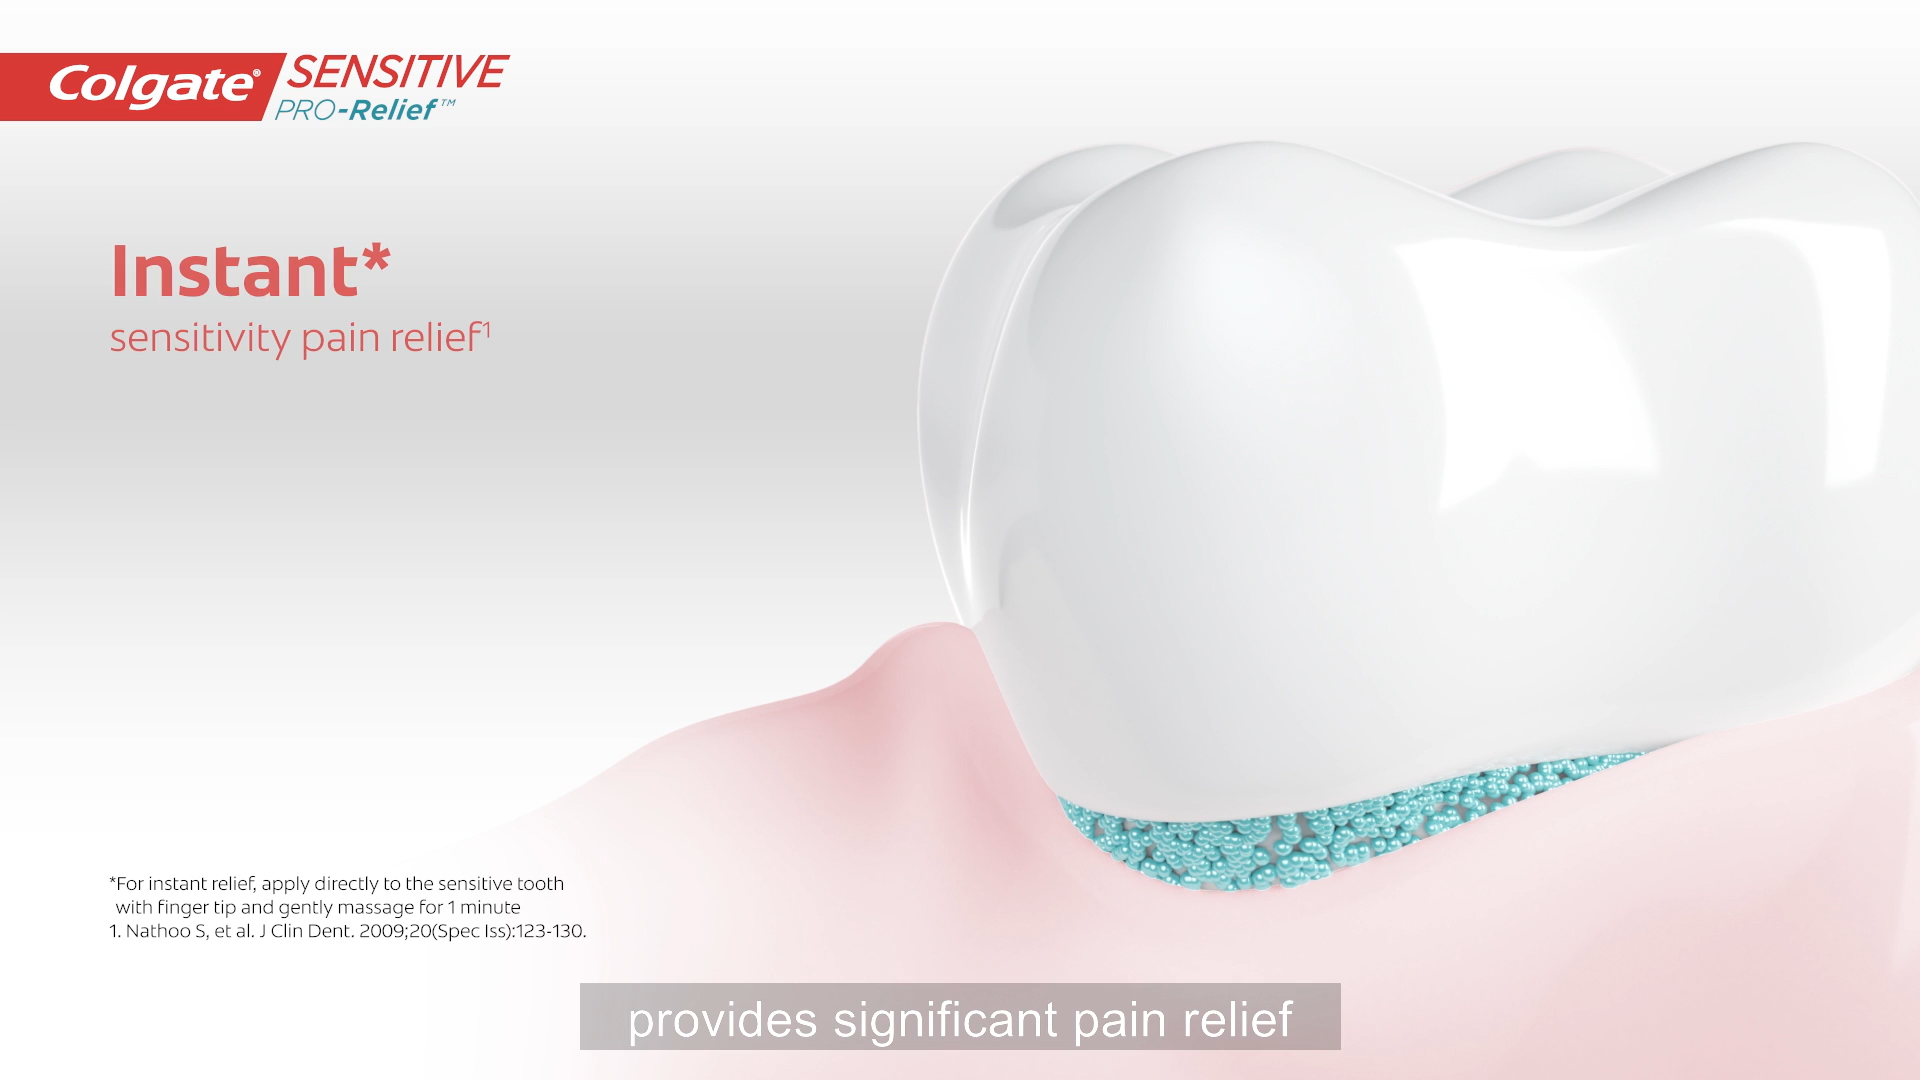 Colgate® SENSITIVE
PRO-Relief™
Instant*
sensitivity pain relief¹
*For instant relief, apply directly to the sensitive tooth
with finger tip and gently massage for 1 minute
1. Nathoo S, et al. J Clin Dent. 2009;20(Spec Iss):123-130.
provides significant pain relief